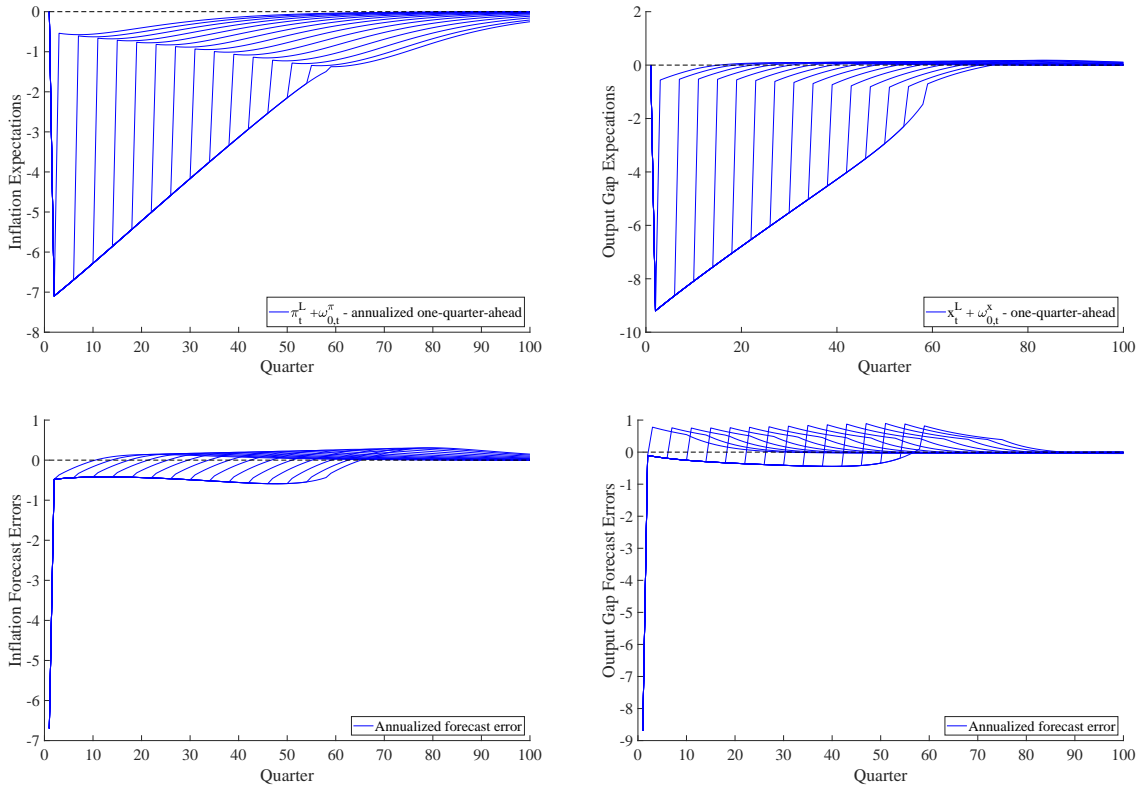 Inflation Expectations
0
-1
-2
-3
-4
-5
-6
-7
-8
0 10 20 30 40 50 60 70 80 90 100
Quarter
π_t^L + ω_{0,t}^π - annualized one-quarter-ahead
Output Gap Expecations
2
0
-2
-4
-6
-8
-10
0 20 40 60 80 100
Quarter
x_t^L + ω_{0,t}^x - one-quarter-ahead
Inflation Forecast Errors
1
0
-1
-2
-3
-4
-5
-6
-7
0 10 20 30 40 50 60 70 80 90 100
Quarter
Annualized forecast error
Output Gap Forecast Errors
1
0
-1
-2
-3
-4
-5
-6
-7
-8
-9
0 10 20 30 40 50 60 70 80 90 100
Quarter
Annualized forecast error